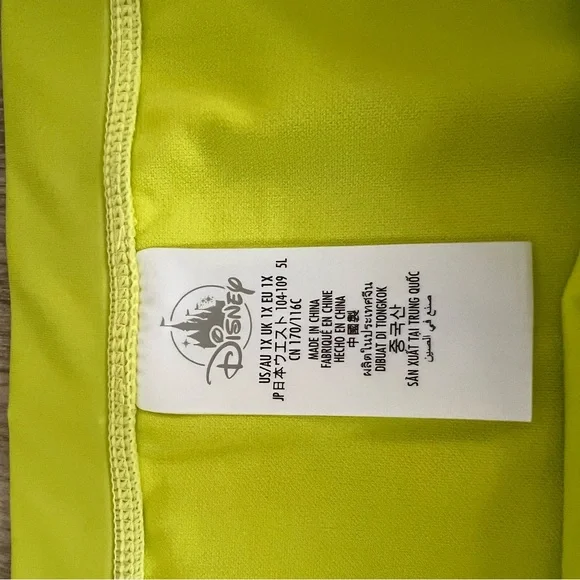 DISNEY
US/AU 1X UK 1X EU 1X
JP日本ウエスト 104-109 5L
CN 170/116C
MADE IN CHINA
FABRIQUÉ EN CHINE
HECHO EN CHINA
中國製
ผลิตในประเทศจีน
DIBUAT DI TIONGKOK
중국산
SẢN XUẤT TẠI TRUNG QUỐC
صنع في الصين